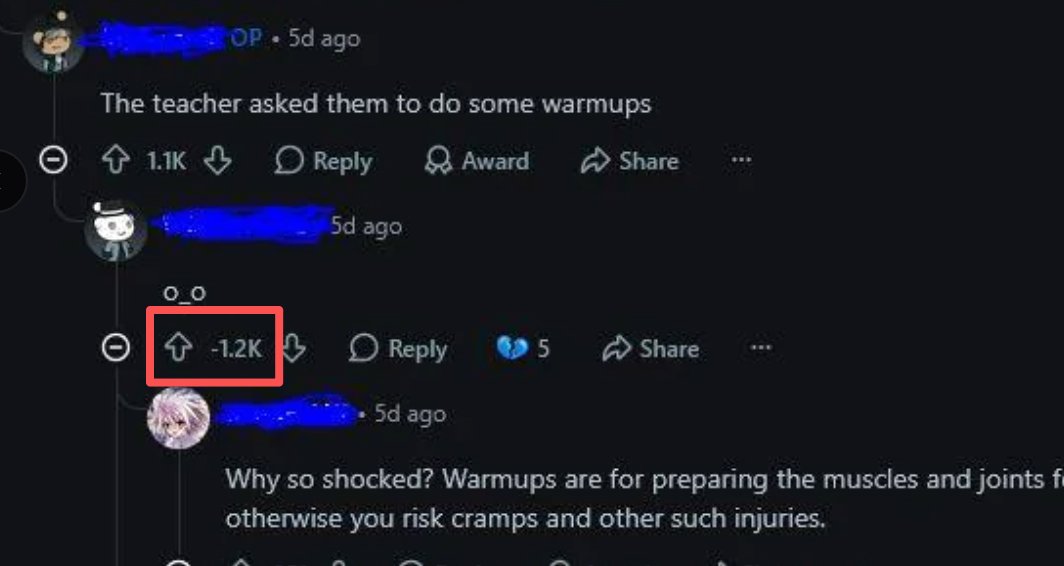 OP • 5d ago
The teacher asked them to do some warmups
1.1K Reply Award Share ...
5d ago
o_o
-1.2K Reply 5 Share ...
• 5d ago
Why so shocked? Warmups are for preparing the muscles and joints
otherwise you risk cramps and other such injuries.